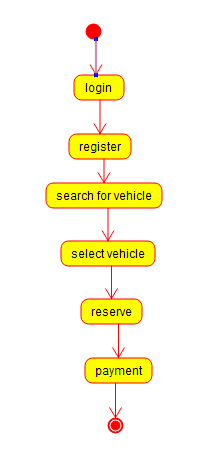 login
register
search for vehicle
select vehicle
reserve
payment